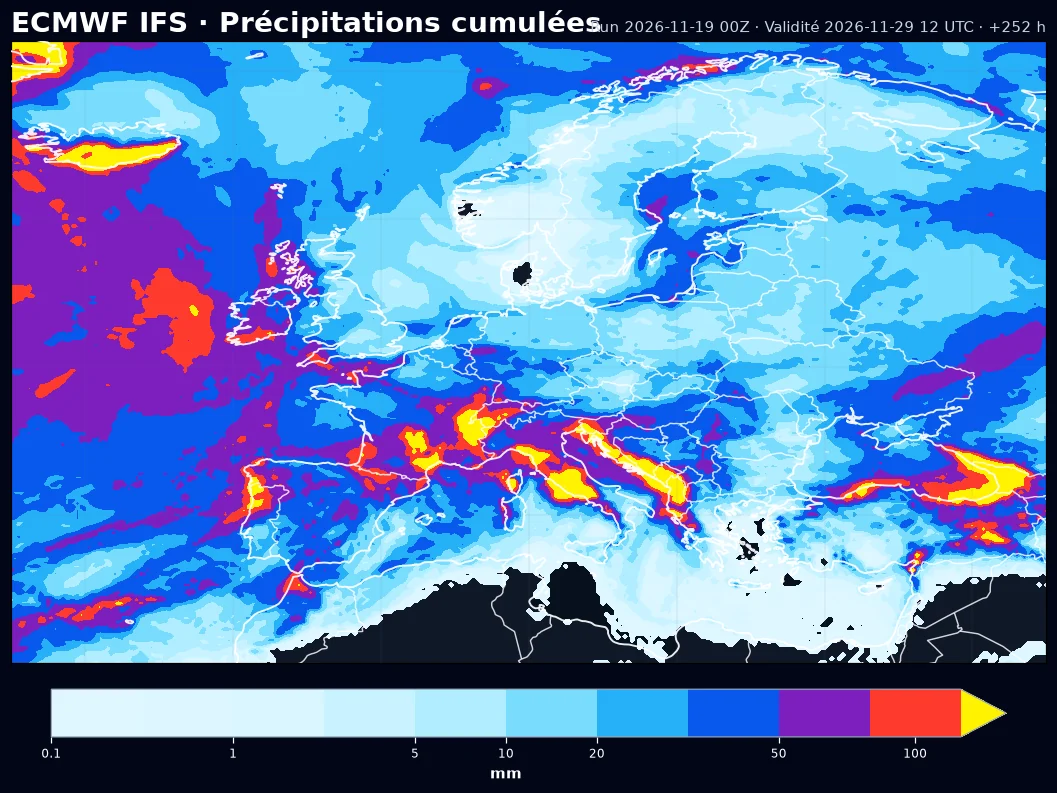 ECMWF IFS · Précipitations cumulées
Run 2026-11-19 00Z · Validité 2026-11-29 12 UTC · +252 h
0.1 1 5 10 20 50 100
mm